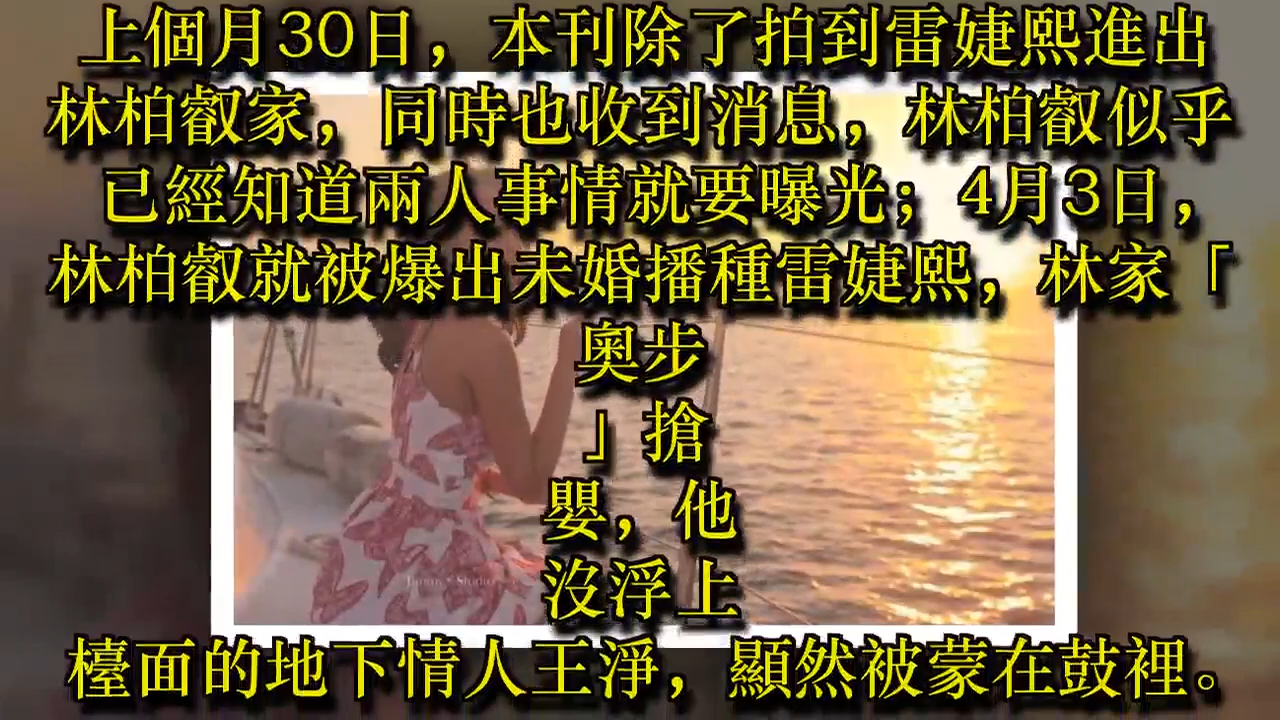 上個月30日，本刊除了拍到雷婕熙進出
林柏叡家，同時也收到消息，林柏叡似乎
已經知道兩人事情就要曝光；4月3日，
林柏叡就被爆出未婚播種雷婕熙，林家「
奧步
」搶
嬰，他
沒浮上
Jimmy's Studio
檯面的地下情人王淨，顯然被蒙在鼓裡。